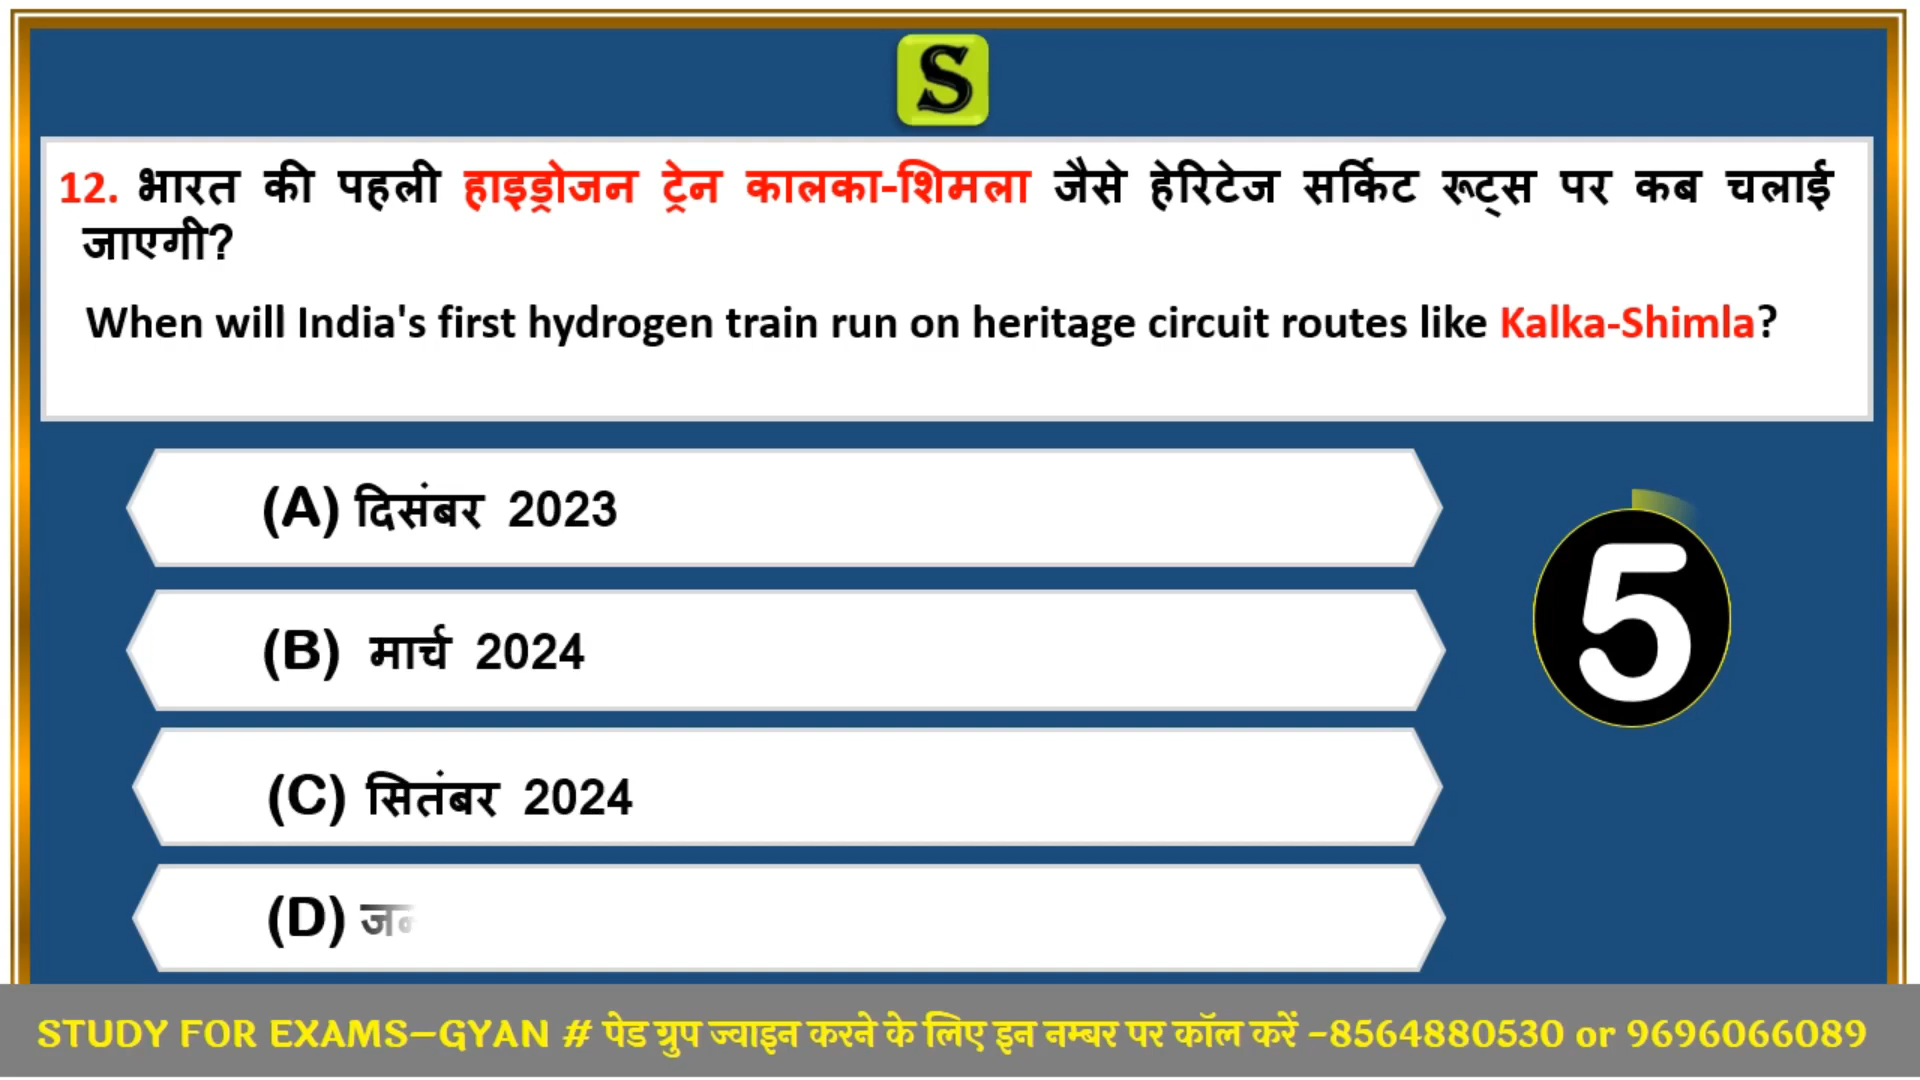 S
12. भारत की पहली हाइड्रोजन ट्रेन कालका-शिमला जैसे हेरिटेज सर्किट रूट्स पर कब चलाई
जाएगी?
When will India's first hydrogen train run on heritage circuit routes like Kalka-Shimla?
(A) दिसंबर 2023
5
(B) मार्च 2024
(C) सितंबर 2024
(D)
STUDY FOR EXAMS–GYAN # पेड ग्रुप ज्वाइन करने के लिए इन नम्बर पर कॉल करें -8564880530 or 9696066089